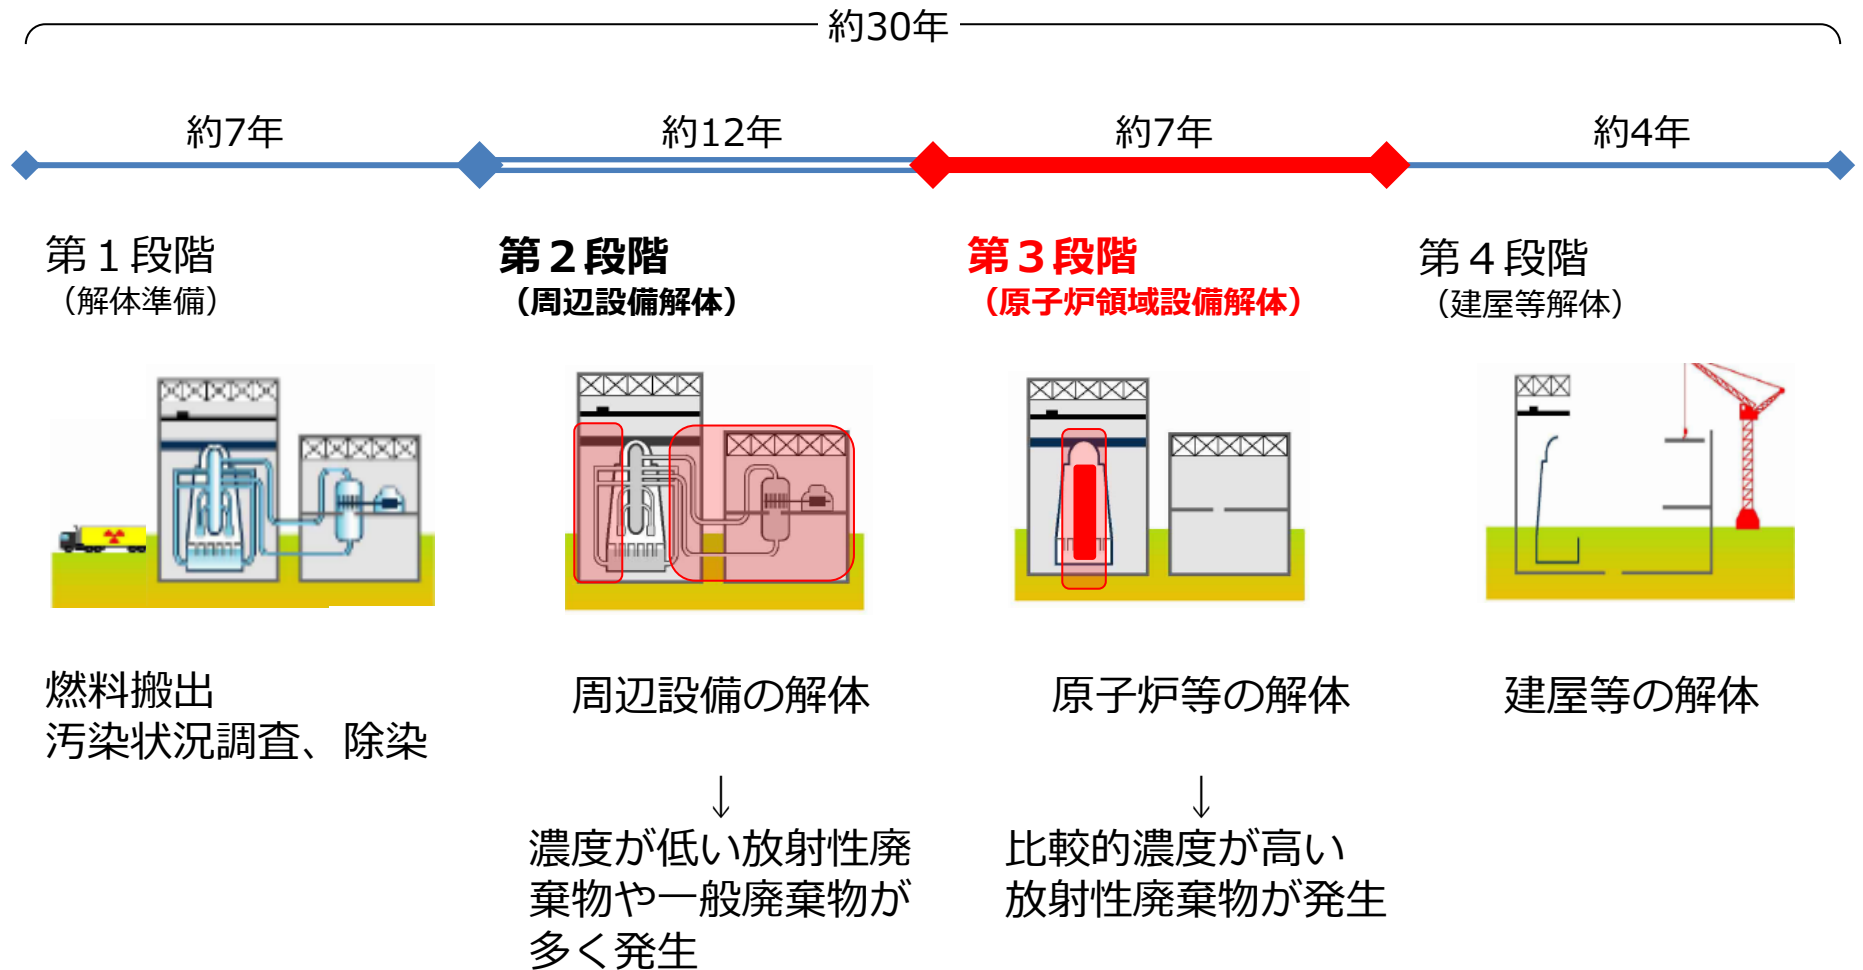 約30年
約7年
約12年
約7年
約4年
第１段階
（解体準備）
第２段階
（周辺設備解体）
第３段階
（原子炉領域設備解体）
第４段階
（建屋等解体）
燃料搬出
汚染状況調査、除染
周辺設備の解体
↓
濃度が低い放射性廃
棄物や一般廃棄物が
多く発生
原子炉等の解体
↓
比較的濃度が高い
放射性廃棄物が発生
建屋等の解体